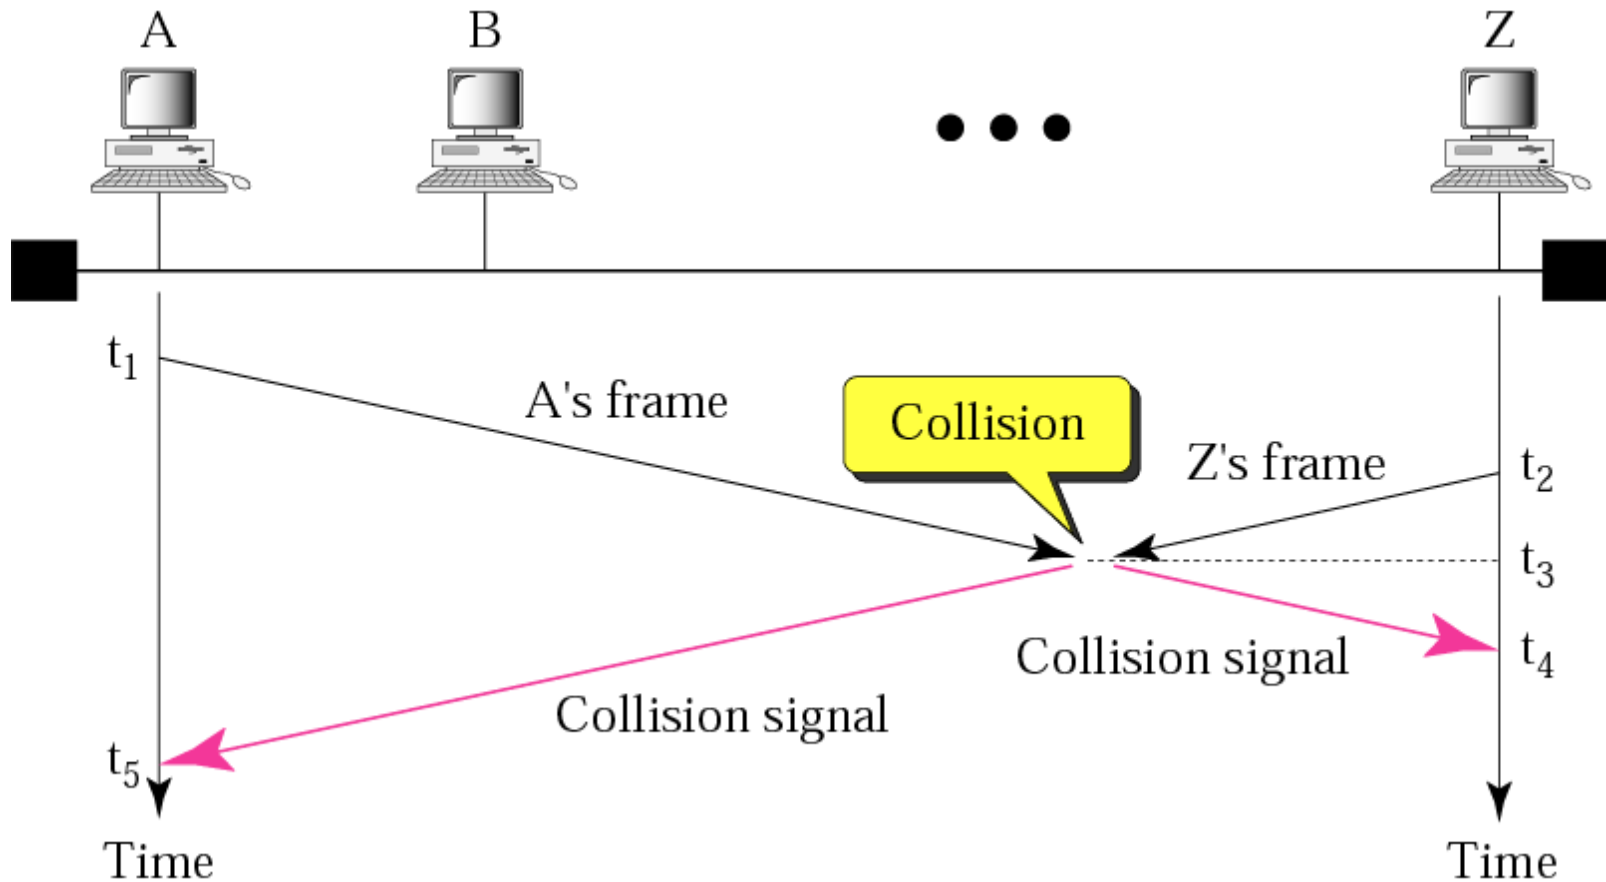 A
B
Z
t₁
A's frame
Collision
Z's frame
t₂
t₃
Collision signal
t₄
Collision signal
t₅
Time
Time